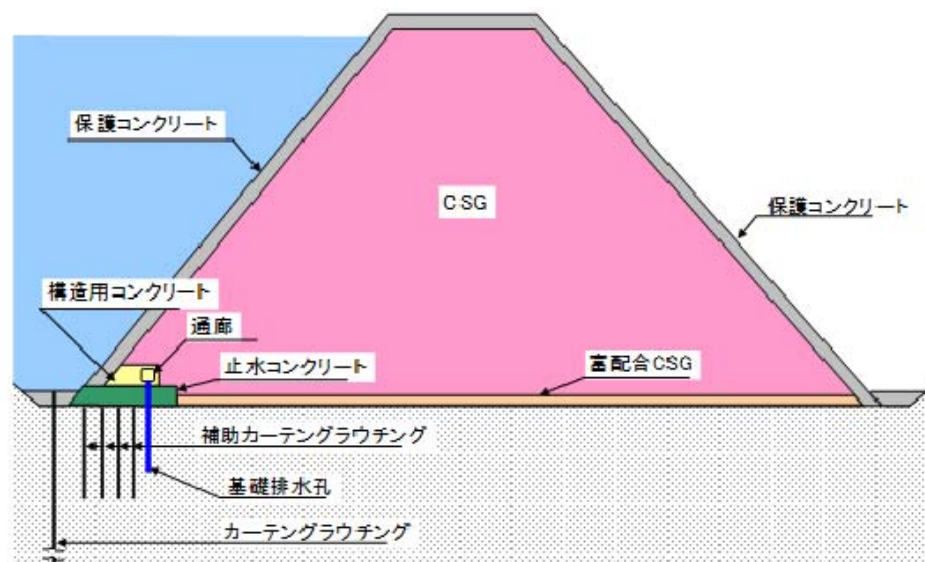 保護コンクリート
CSG
保護コンクリート
構造用コンクリート
通廊
止水コンクリート
富配合CSG
補助カーテングラウチング
基礎排水孔
カーテングラウチング